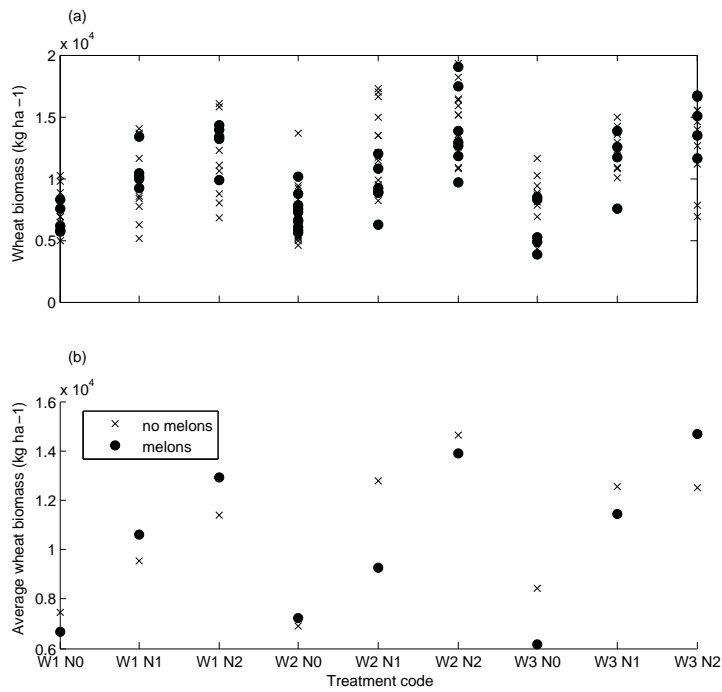 (a)
x 10^4
2
1.5
1
0.5
0
Wheat biomass (kg ha−1)
(b)
x 10^4
1.6
1.4
1.2
1
0.8
0.6
Average wheat biomass (kg ha−1)
no melons
melons
W1 N0 W1 N1 W1 N2 W2 N0 W2 N1 W2 N2 W3 N0 W3 N1 W3 N2
Treatment code